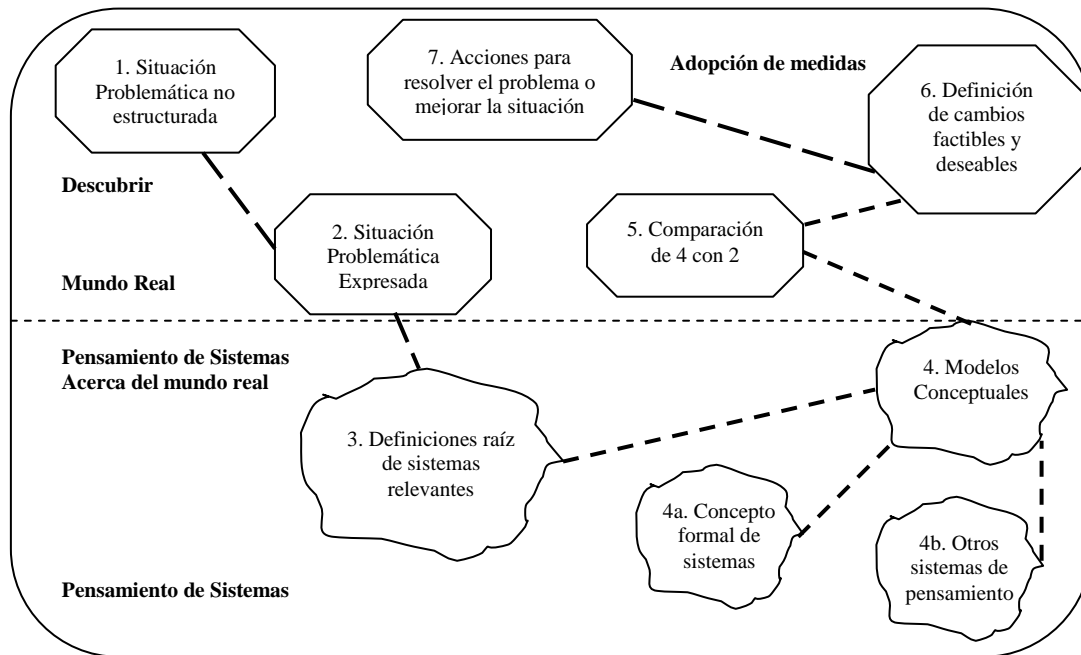 1. Situación
Problemática no
estructurada
7. Acciones para
resolver el problema o
mejorar la situación
Adopción de medidas
6. Definición
de cambios
factibles y
deseables
Descubrir
2. Situación
Problemática
Expresada
5. Comparación
de 4 con 2
Mundo Real
Pensamiento de Sistemas
Acerca del mundo real
4. Modelos
Conceptuales
3. Definiciones raíz
de sistemas
relevantes
4a. Concepto
formal de
sistemas
4b. Otros
sistemas de
pensamiento
Pensamiento de Sistemas